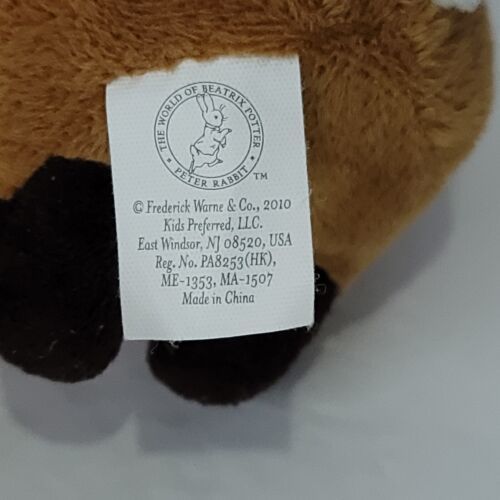 THE WORLD OF BEATRIX POTTER
• PETER RABBIT •
TM
© Frederick Warne & Co., 2010
Kids Preferred, LLC.
East Windsor, NJ 08520, USA
Reg. No. PA8253(HK),
ME-1353, MA-1507
Made in China